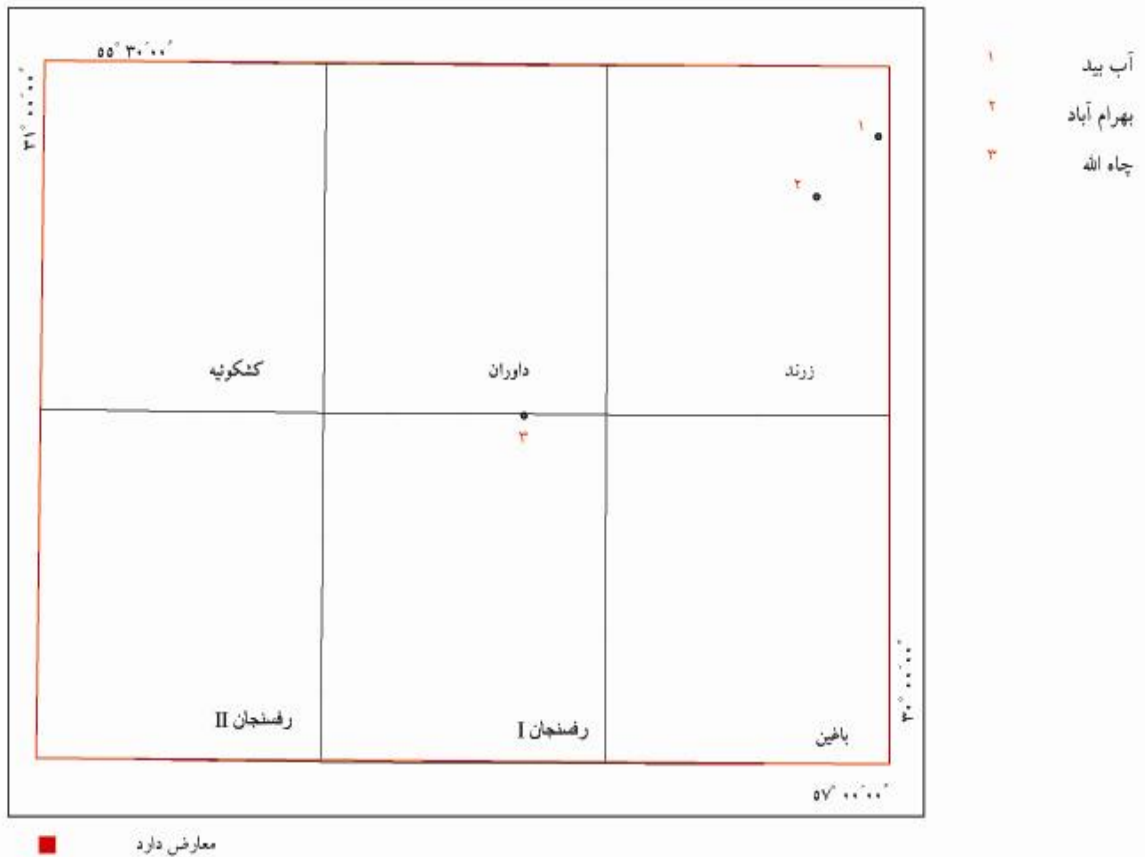 ۵۵° ۳۰′۰۰″
۳۱° ۰۰′۰۰″
آب بید ۱
بهرام آباد ۲
چاه الله ۳
۱
۲
زرند
داوران
کشکوئیه
۳
باغین
رفسنجان I
رفسنجان II
۳۰° ۰۰′۰۰″
۵۷° ۰۰′۰۰″
معارض دارد